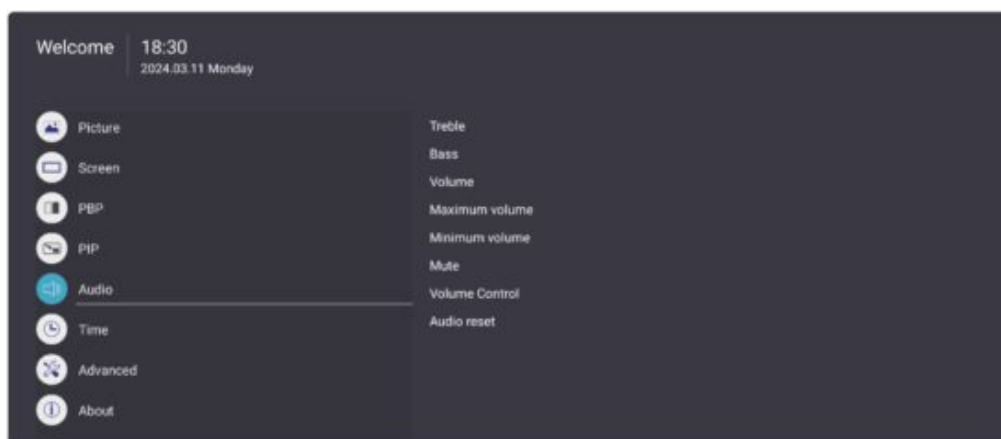 Welcome
18:30
2024.03.11 Monday
Picture
Screen
PBP
PIP
Audio
Time
Advanced
About
Treble
Bass
Volume
Maximum volume
Minimum volume
Mute
Volume Control
Audio reset